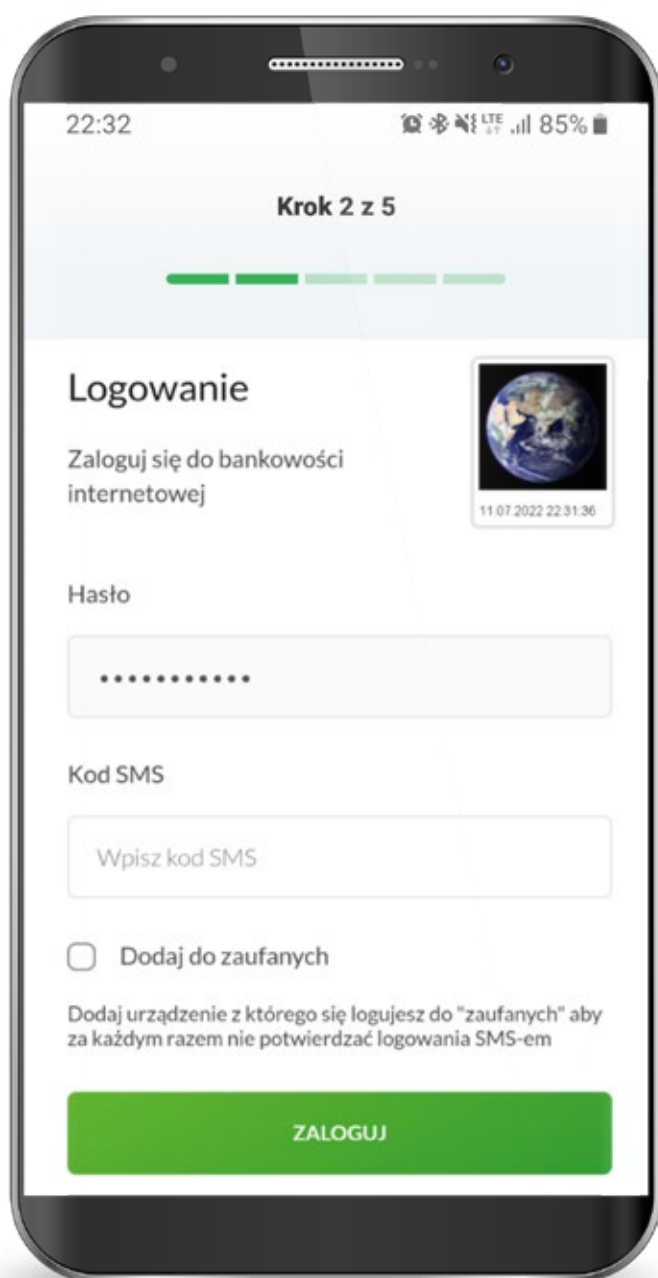 22:32
LTE
85%
Krok 2 z 5
Logowanie
Zaloguj się do bankowości
internetowej
11.07.2022 22:31:36
Hasło
•••••••••••
Kod SMS
Wpisz kod SMS
Dodaj do zaufanych
Dodaj urządzenie z którego się logujesz do "zaufanych" aby
za każdym razem nie potwierdzać logowania SMS-em
ZALOGUJ